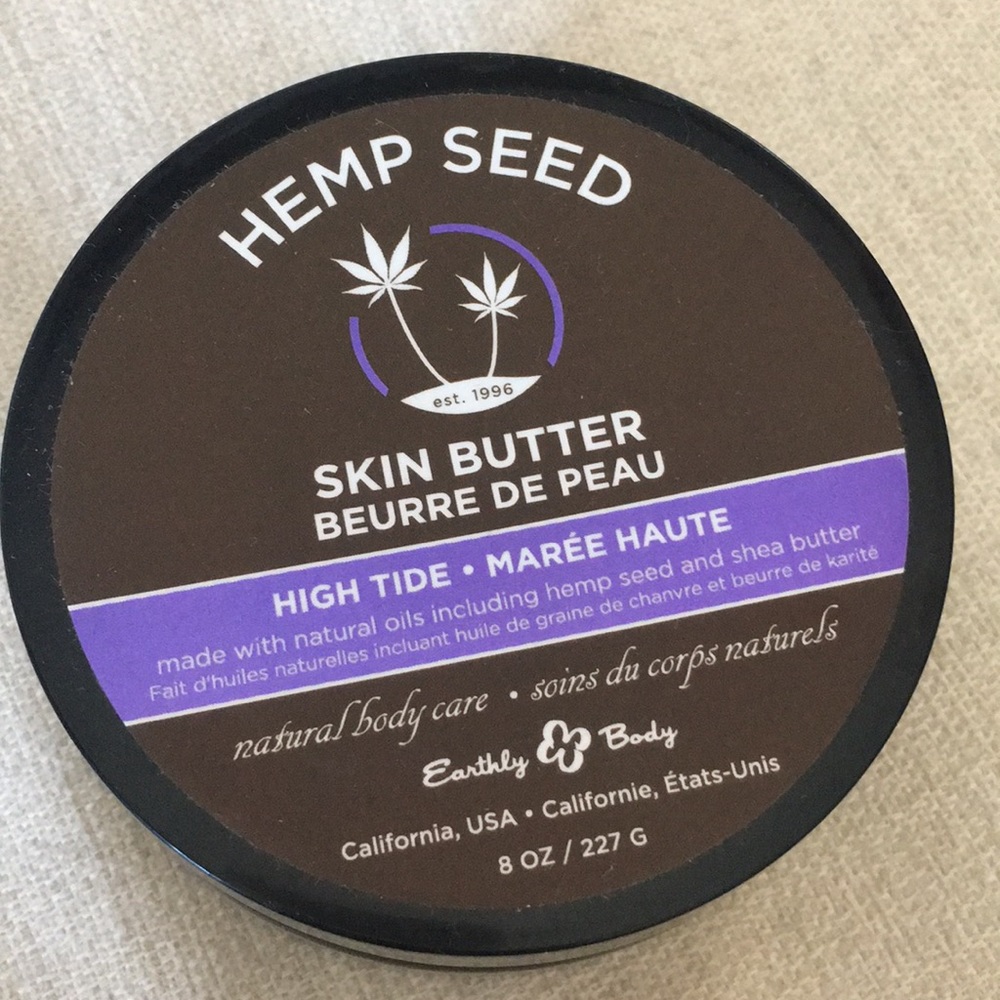 HEMP SEED
est. 1996
SKIN BUTTER
BEURRE DE PEAU
HIGH TIDE • MARÉE HAUTE
made with natural oils including hemp seed and shea butter
Fait d'huiles naturelles incluant huile de graine de chanvre et beurre de karité
natural body care • soins du corps naturels
Earthly Body
California, USA • Californie, États-Unis
8 OZ / 227 G